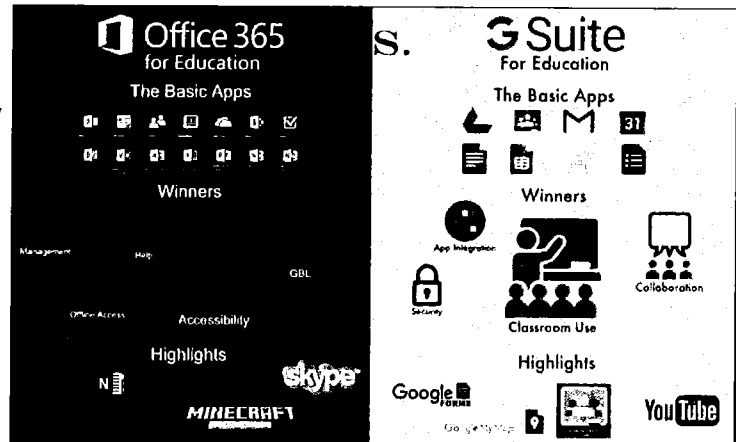 Office 365
for Education
The Basic Apps
Winners
Management
Help
GBL
Office Access
Accessibility
Highlights
N
skype
MINECRAFT
s.
G Suite
For Education
The Basic Apps
31
Winners
App Integration
Collaboration
Security
Classroom Use
Highlights
Google
FORMS
YouTube